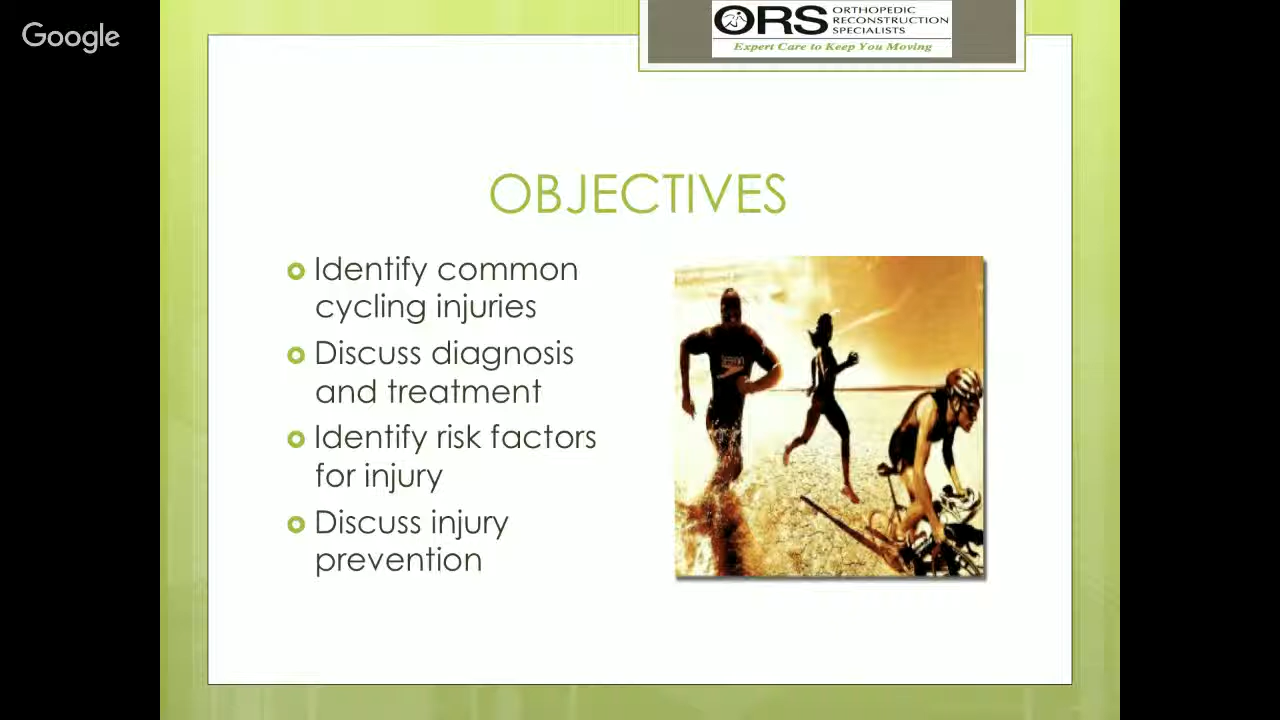 Google
ORS ORTHOPEDIC
RECONSTRUCTION
SPECIALISTS
Expert Care to Keep You Moving
OBJECTIVES
Identify common
cycling injuries
Discuss diagnosis
and treatment
Identify risk factors
for injury
Discuss injury
prevention